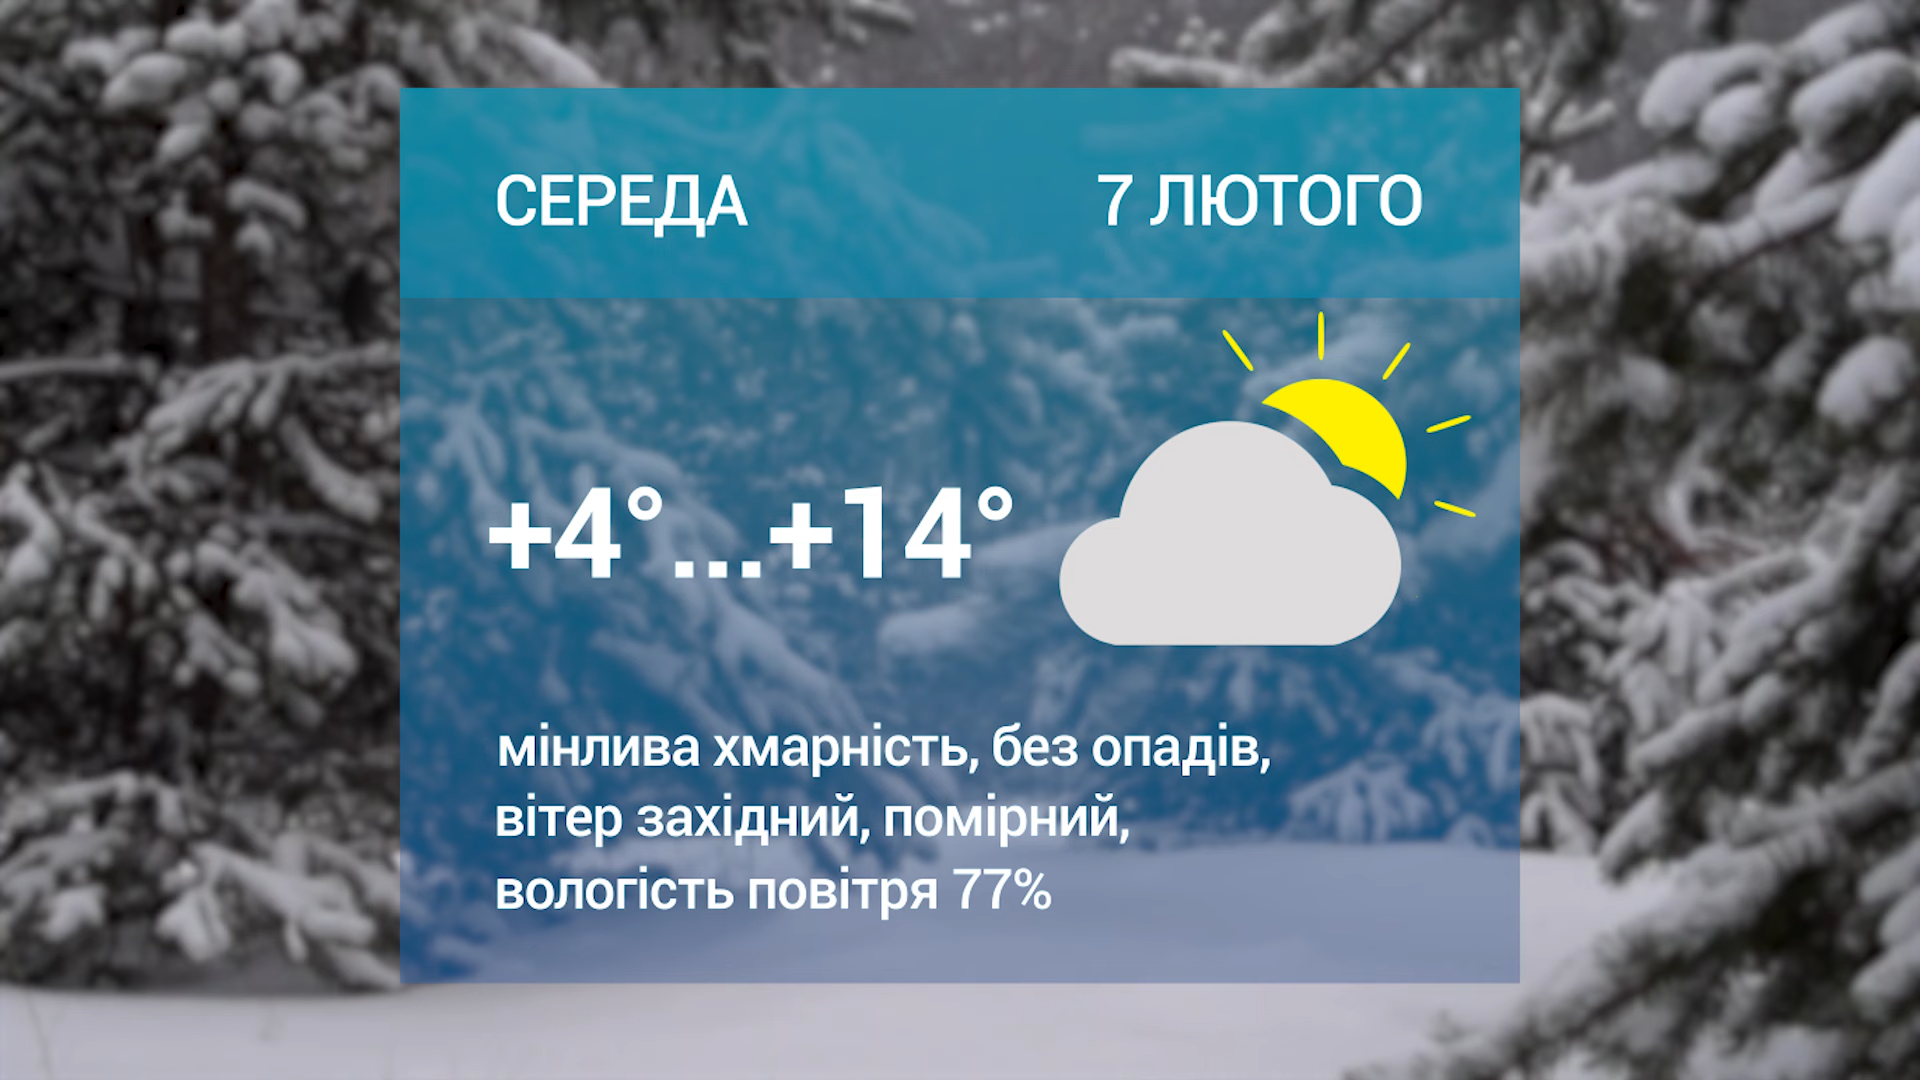 СЕРЕДА 7 ЛЮТОГО
+4°...+14°
мінлива хмарність, без опадів,
вітер західний, помірний,
вологість повітря 77%